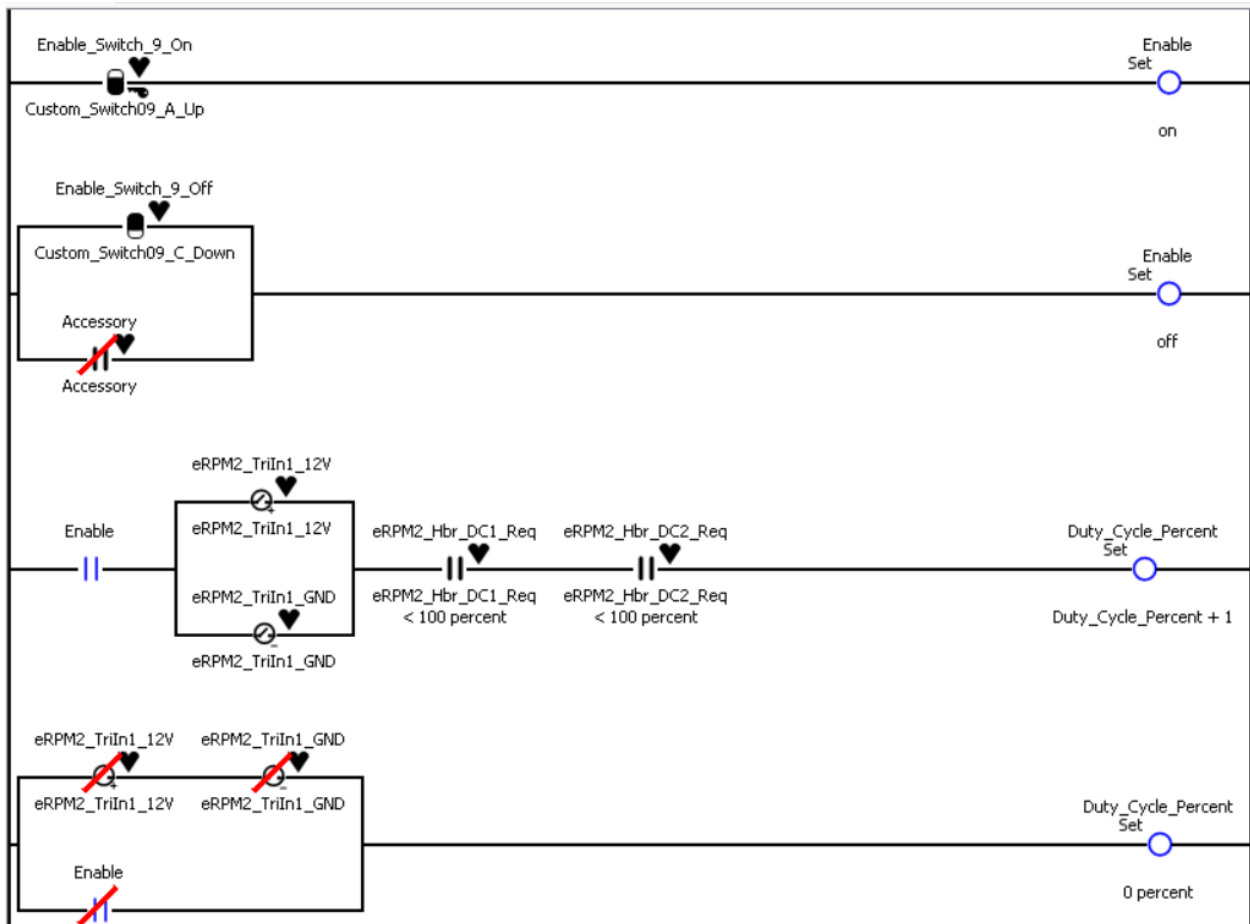 Enable_Switch_9_On
Enable
Set
Custom_Switch09_A_Up
on
Enable_Switch_9_Off
Custom_Switch09_C_Down
Enable
Set
Accessory
off
Accessory
eRPM2_TriIn1_12V
Enable
eRPM2_TriIn1_12V
eRPM2_Hbr_DC1_Req
eRPM2_Hbr_DC2_Req
Duty_Cycle_Percent
Set
eRPM2_TriIn1_GND
eRPM2_Hbr_DC1_Req
< 100 percent
eRPM2_Hbr_DC2_Req
< 100 percent
Duty_Cycle_Percent + 1
eRPM2_TriIn1_GND
eRPM2_TriIn1_12V
eRPM2_TriIn1_GND
eRPM2_TriIn1_12V
eRPM2_TriIn1_GND
Duty_Cycle_Percent
Set
Enable
0 percent